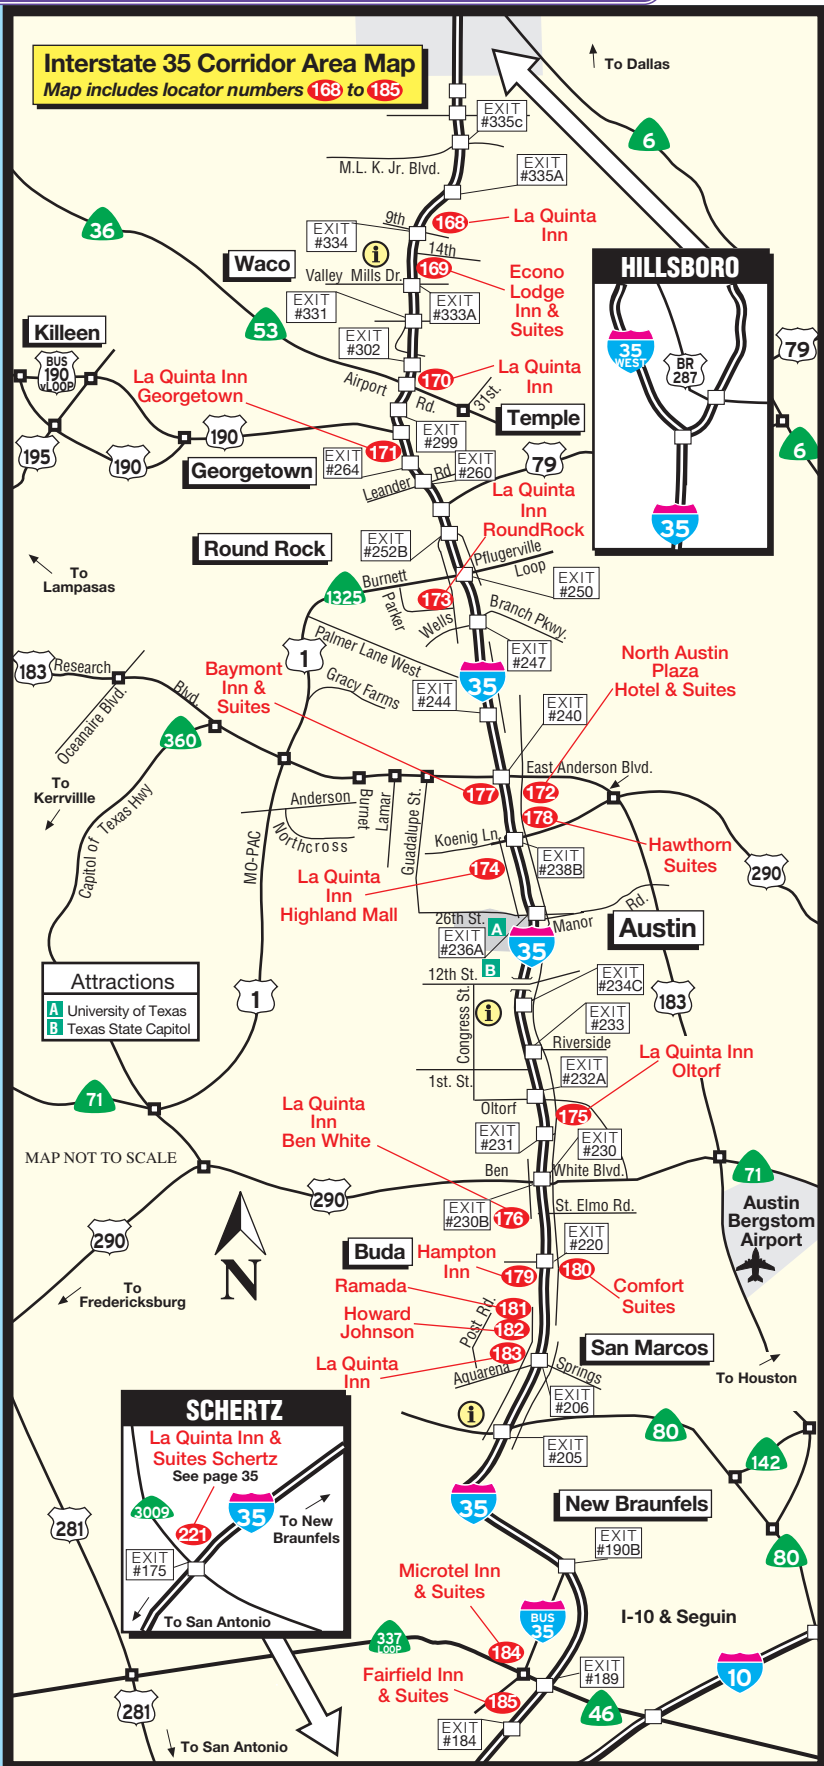 Interstate 35 Corridor Area Map
Map includes locator numbers 168 to 185
To Dallas
EXIT
#335c
6
M.L. K. Jr. Blvd.
EXIT
#335A
36
9th
168
La Quinta
Inn
EXIT
#334
i
14th
Waco
169
Valley Mills Dr.
Econo
Lodge
Inn &
Suites
EXIT
#331
EXIT
#333A
HILLSBORO
35
WEST
BR
287
35
53
Killeen
EXIT
#302
79
BUS
190
vLOOP
La Quinta Inn
Georgetown
170
La Quinta
Inn
Airport
Rd.
31st.
Temple
195
190
190
EXIT
#299
6
171
EXIT
#264
Georgetown
EXIT
#260
79
Leander
Rd
La Quinta
Inn
RoundRock
EXIT
#252B
Round Rock
Pflugerville
Loop
To
Lampasas
1325
Burnett
EXIT
#250
Parker
173
Wells
Branch Pkwy.
1
Palmer Lane West
EXIT
#247
183
Research
Blvd.
Oceanaire Blvd.
Gracy Farms
35
EXIT
#244
Baymont
Inn &
Suites
North Austin
Plaza
Hotel & Suites
EXIT
#240
360
To
Kerrvillle
East Anderson Blvd.
177
172
178
Anderson
Northcross
Burnet
Lamar
Guadalupe St.
Koenig Ln.
Capitol of Texas Hwy
MO-PAC
EXIT
#238B
Hawthorn
Suites
174
290
La Quinta
Inn
Highland Mall
26th St.
A
Manor
Rd.
Austin
EXIT
#236A
35
B
12th St.
Attractions
A University of Texas
B Texas State Capitol
1
EXIT
#234C
183
i
Congress St.
EXIT
#233
Riverside
1st. St.
EXIT
#232A
La Quinta Inn
Oltorf
71
Oltorf
175
La Quinta
Inn
Ben White
EXIT
#231
EXIT
#230
MAP NOT TO SCALE
Ben
White Blvd.
71
290
EXIT
#230B
176
St. Elmo Rd.
Austin
Bergstom
Airport
290
N
EXIT
#220
Buda
Hampton
Inn
179
180
Comfort
Suites
To
Fredericksburg
Ramada
181
Post Rd.
Howard
Johnson
182
La Quinta
Inn
183
San Marcos
Aquarena
Springs
To Houston
EXIT
#206
i
80
EXIT
#205
142
SCHERTZ
La Quinta Inn &
Suites Schertz
See page 35
3009
35
221
To New
Braunfels
EXIT
#175
To San Antonio
35
New Braunfels
281
80
EXIT
#190B
Microtel Inn
& Suites
BUS
35
I-10 & Seguin
337
LOOP
184
Fairfield Inn
& Suites
EXIT
#189
10
185
46
281
EXIT
#184
To San Antonio